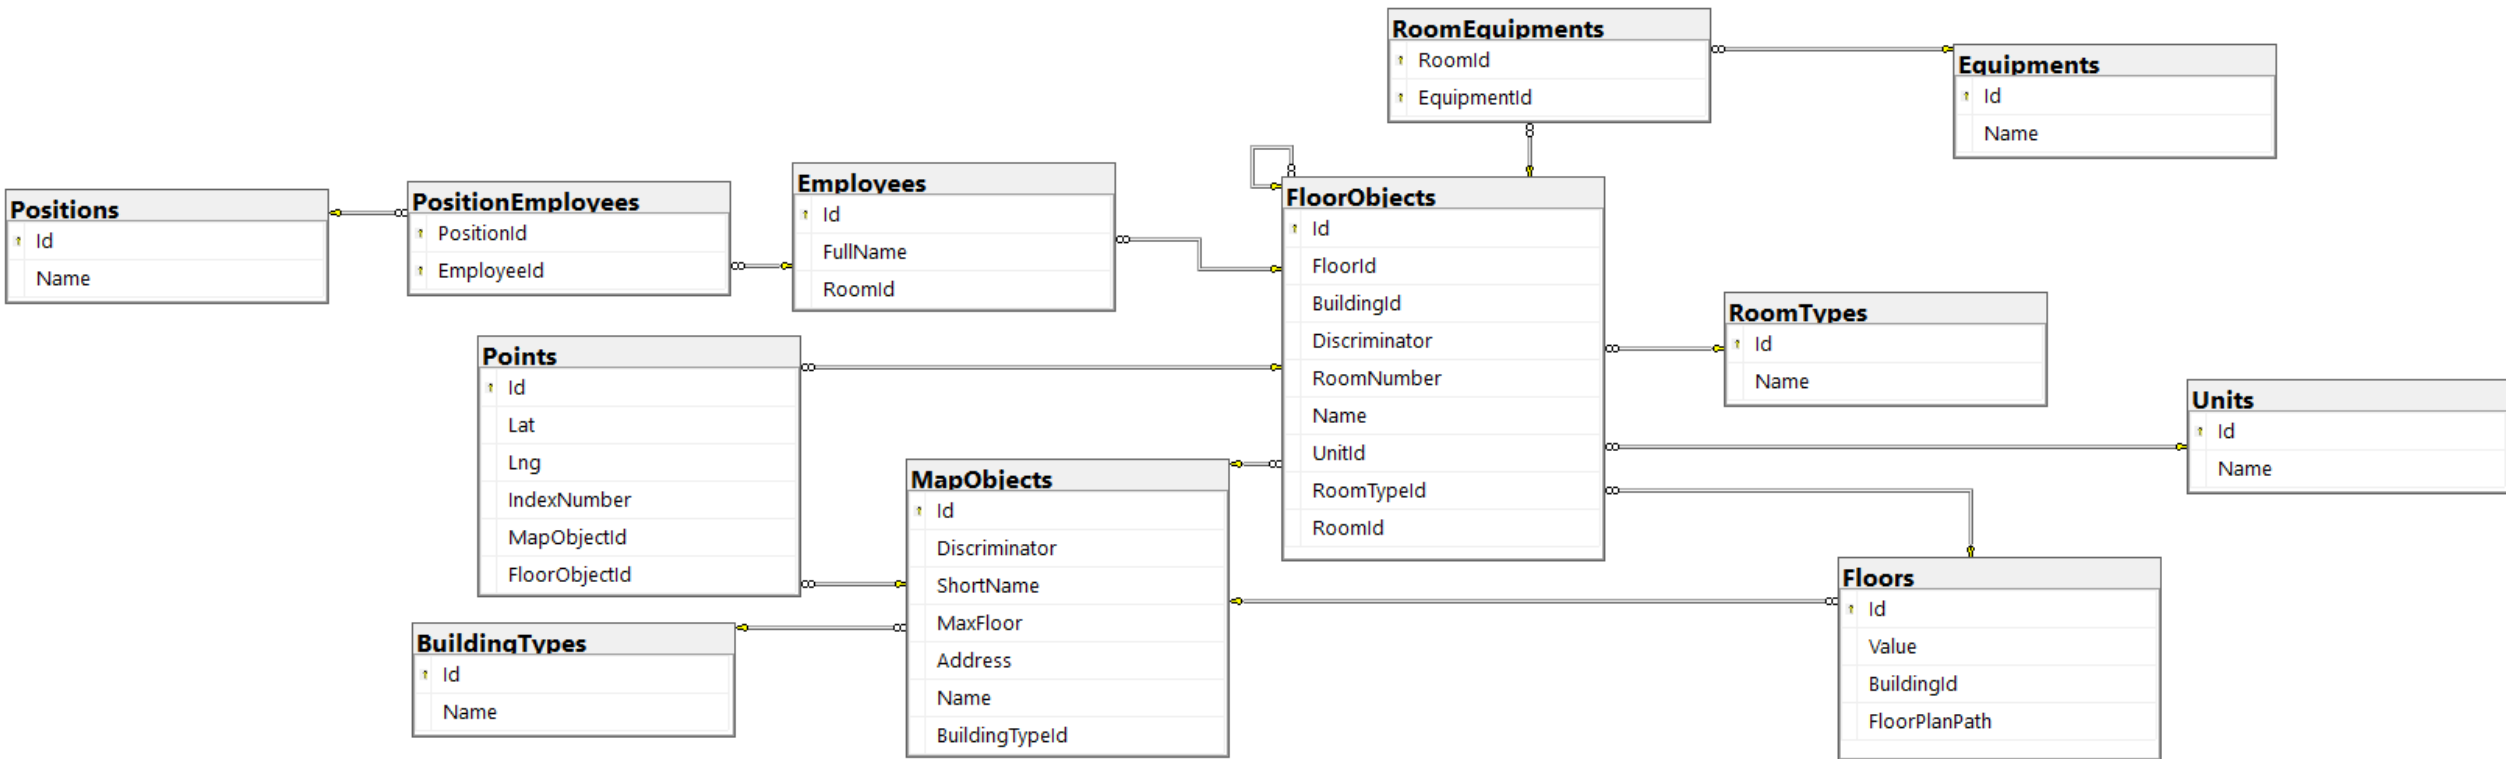 RoomEquipments
RoomId
EquipmentId
Equipments
Id
Name
Positions
Id
Name
PositionEmployees
PositionId
EmployeeId
Employees
Id
FullName
RoomId
FloorObjects
Id
FloorId
BuildingId
Discriminator
RoomNumber
Name
UnitId
RoomTypeId
RoomId
RoomTypes
Id
Name
Points
Id
Lat
Lng
IndexNumber
MapObjectId
FloorObjectId
Units
Id
Name
MapObjects
Id
Discriminator
ShortName
MaxFloor
Address
Name
BuildingTypeId
Floors
Id
Value
BuildingId
FloorPlanPath
BuildingTypes
Id
Name